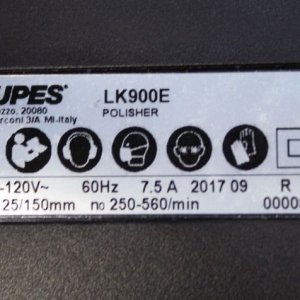 UPES® LK900E
zzo, 20080
rconi 3/A MI-Italy POLISHER
-120V~ 60Hz 7.5 A 2017 09 R
25/150mm n₀ 250-560/min 0000